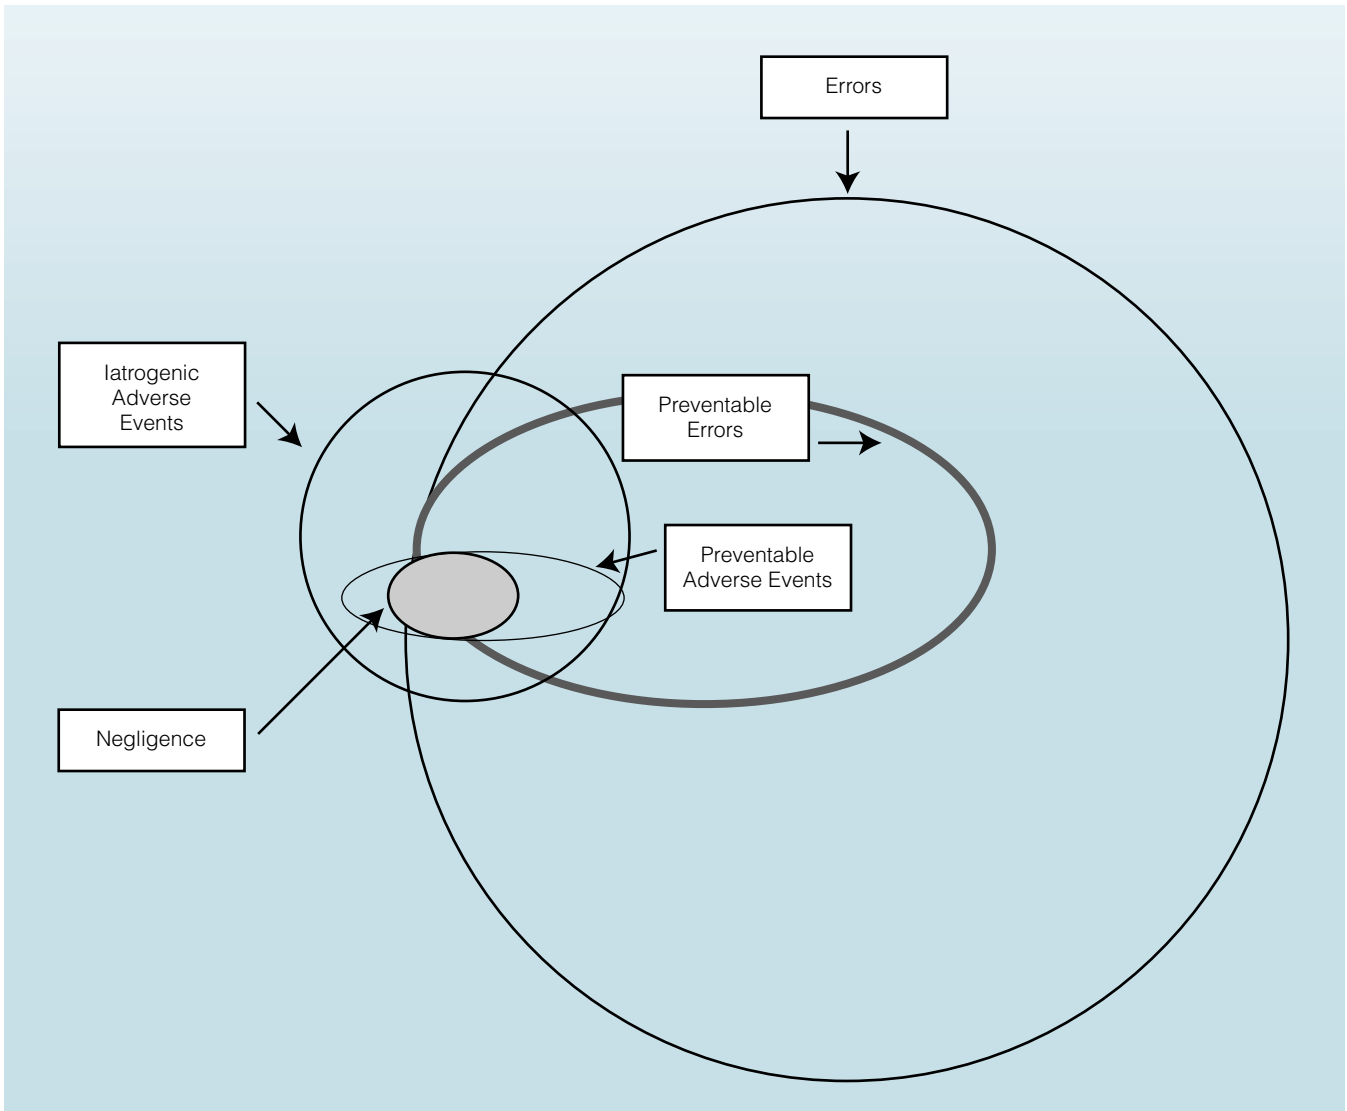 Errors
Iatrogenic
Adverse
Events
Preventable
Errors
Preventable
Adverse Events
Negligence